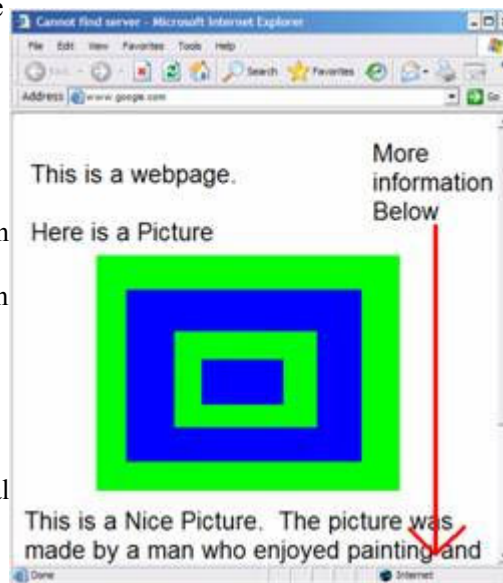 Cannot find server - Microsoft Internet Explorer
File Edit View Favorites Tools Help
Search Favorites
Address www.google.com Go
More
information
Below
This is a webpage.
Here is a Picture
This is a Nice Picture. The picture was
made by a man who enjoyed painting and
Done Internet